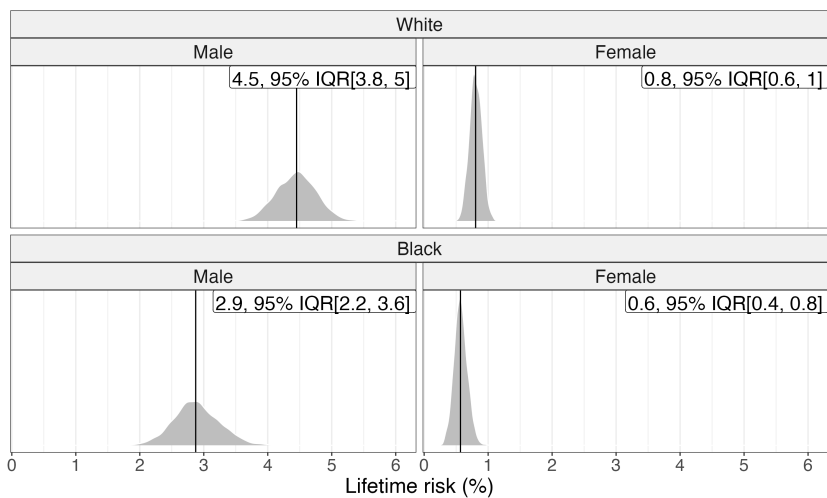 White
Male Female
4.5, 95% IQR[3.8, 5] 0.8, 95% IQR[0.6, 1]
Black
Male Female
2.9, 95% IQR[2.2, 3.6] 0.6, 95% IQR[0.4, 0.8]
0 1 2 3 4 5 6 0 1 2 3 4 5 6
Lifetime risk (%)